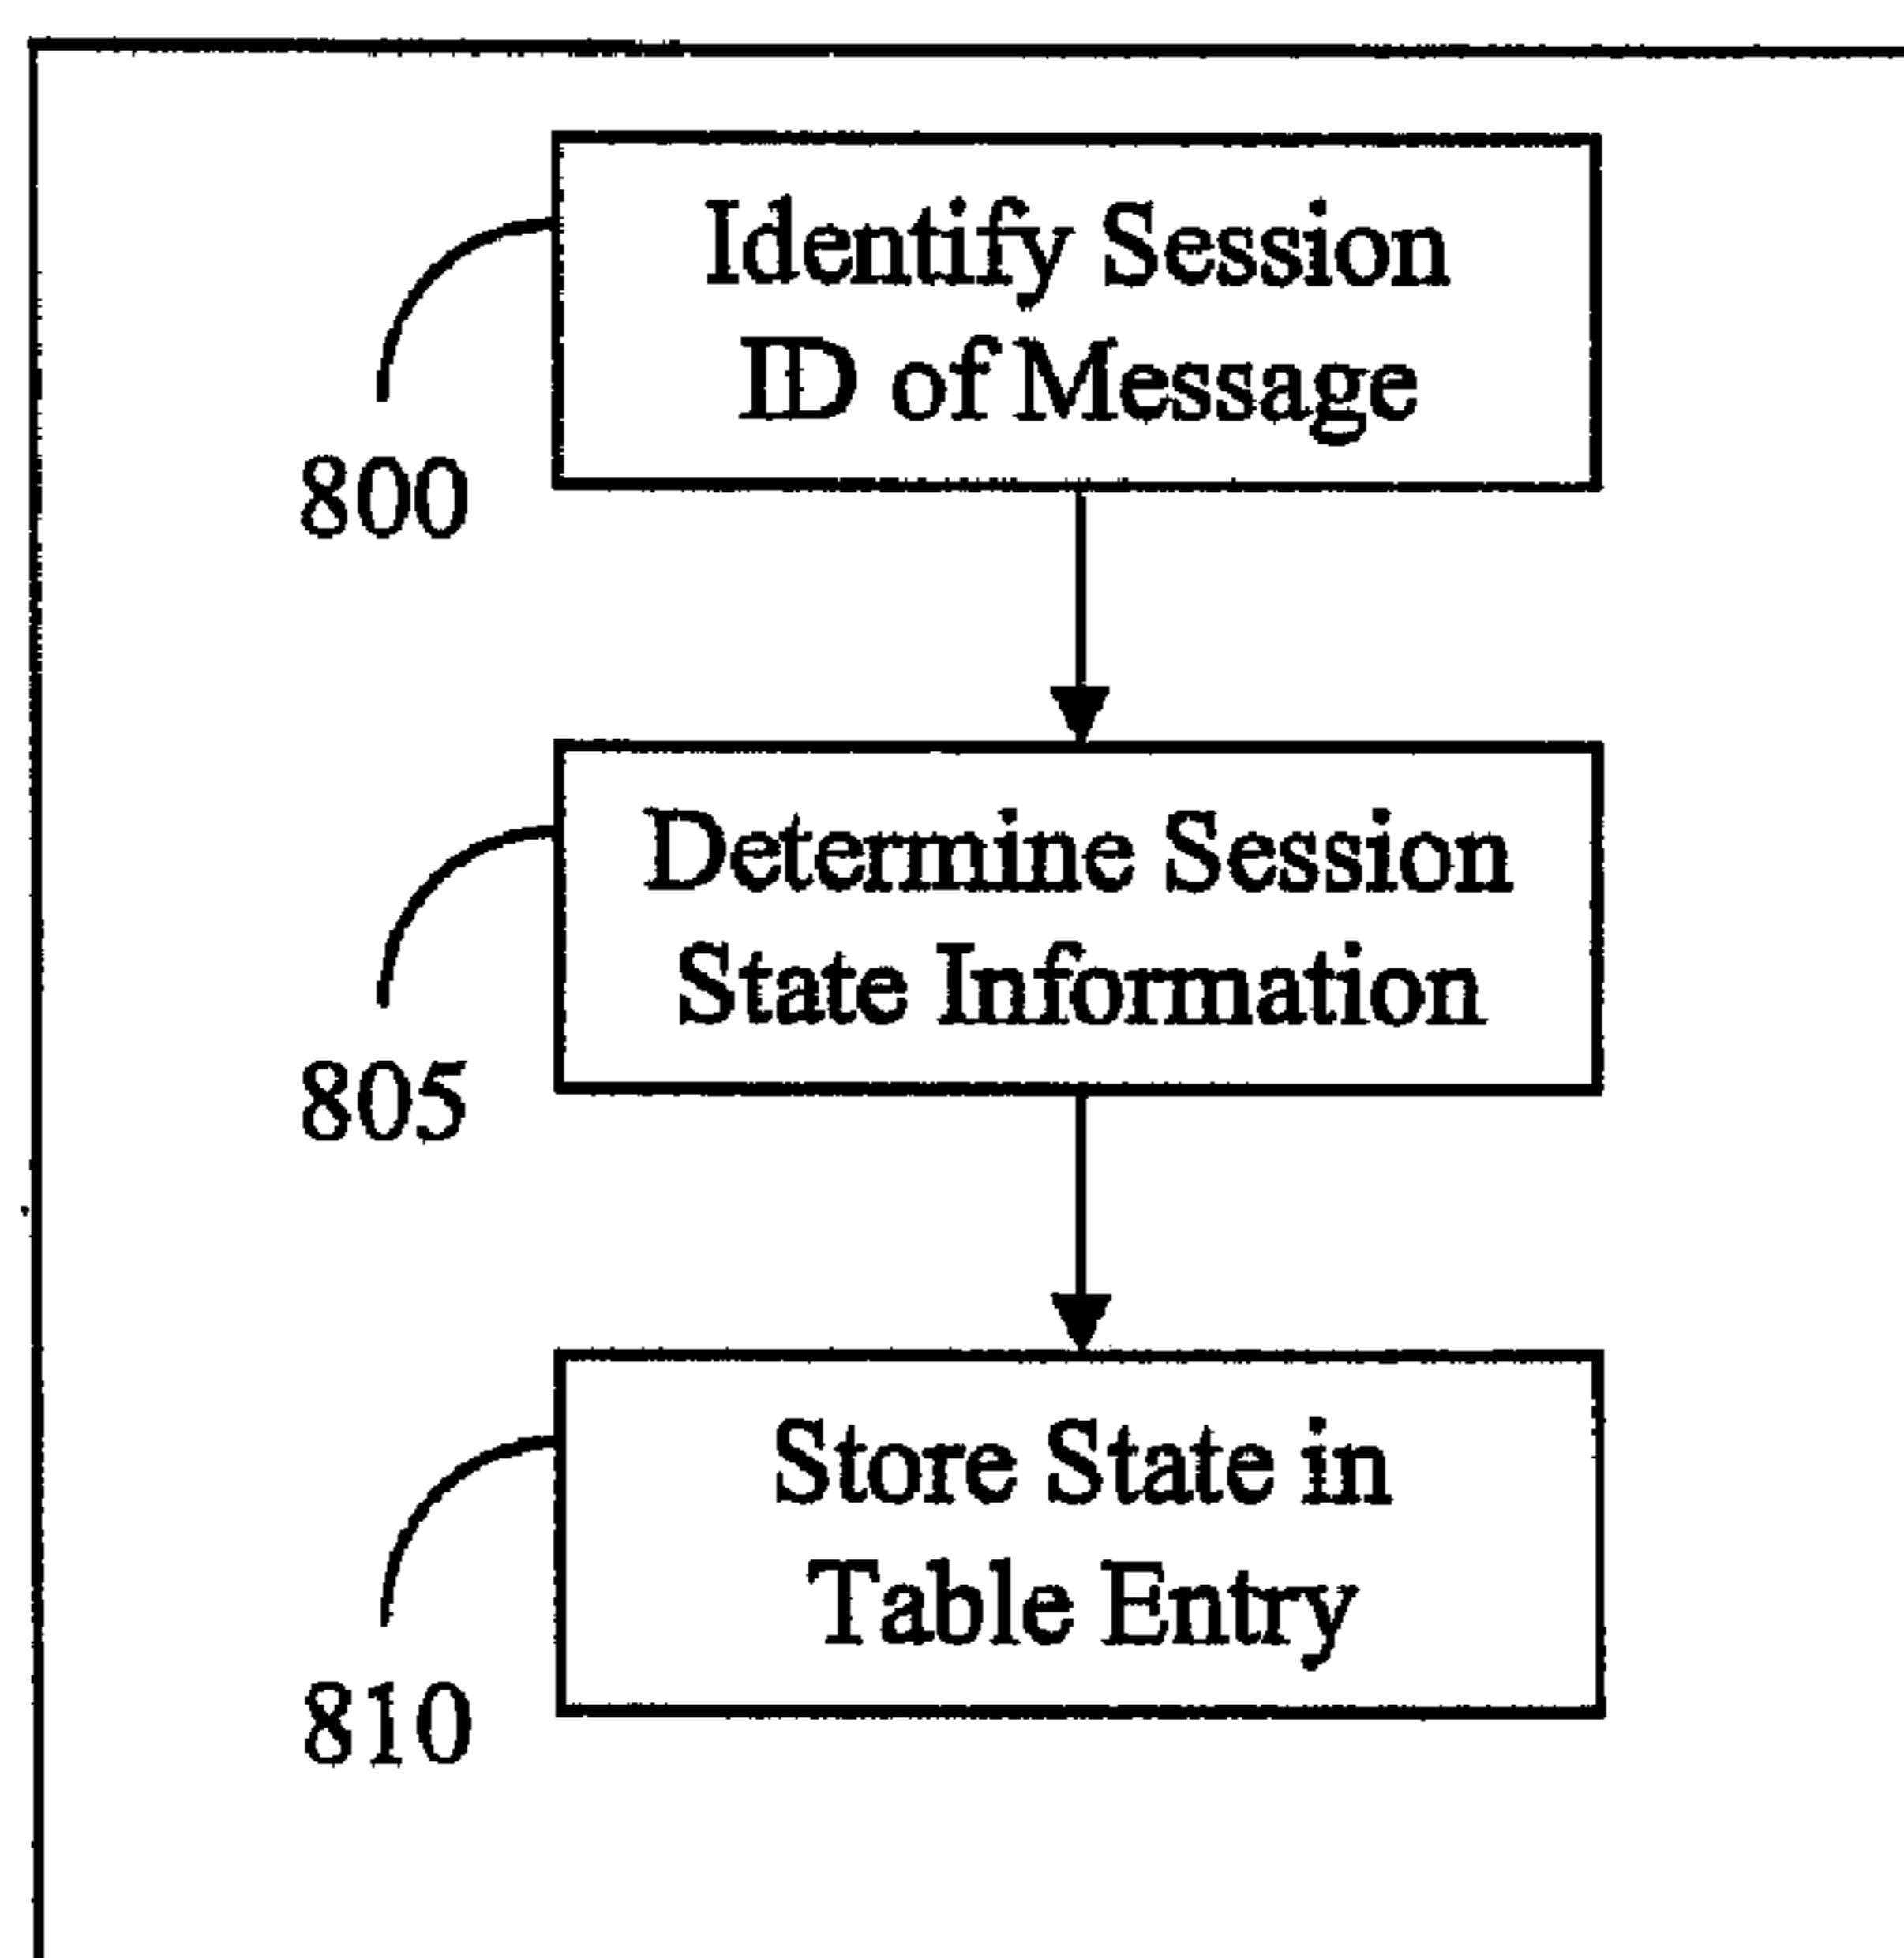 Identify Session
ID of Message
800
Determine Session
State Information
805
Store State in
Table Entry
810